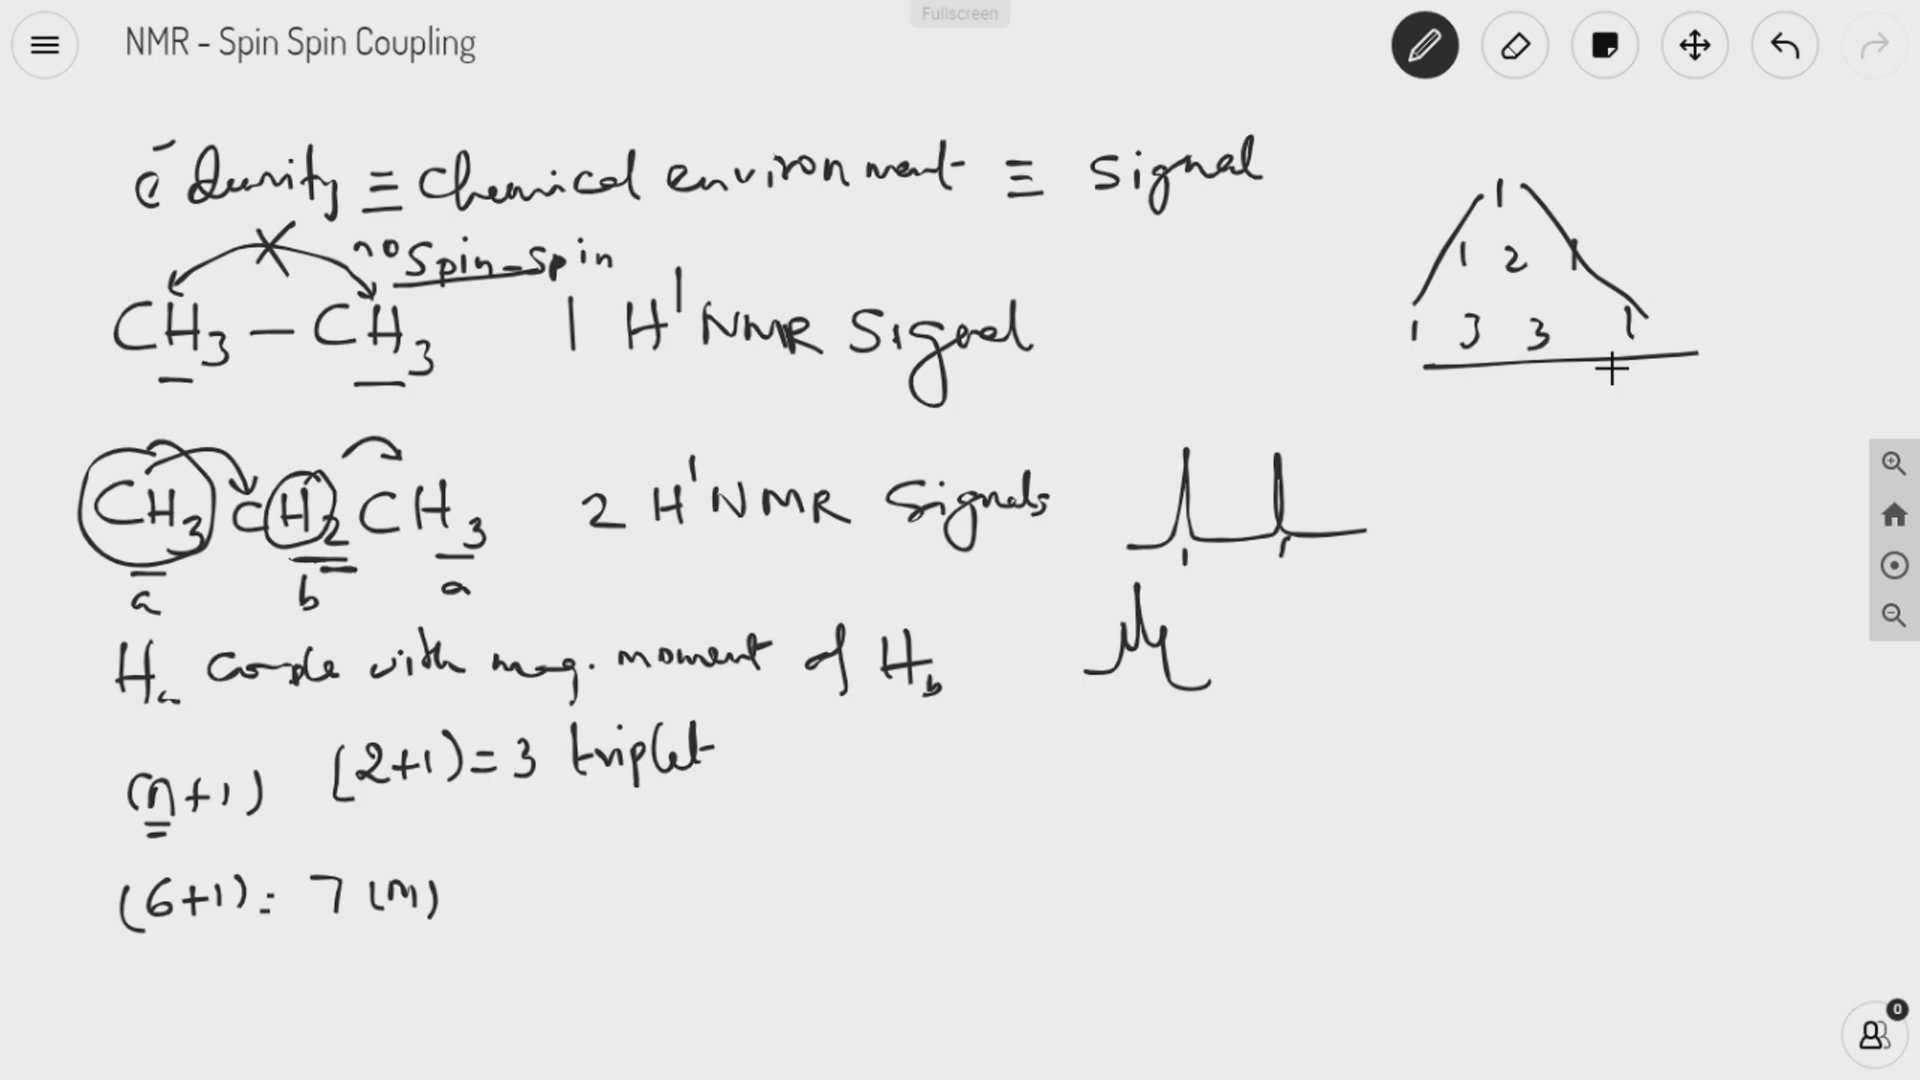 Fullscreen
NMR - Spin Spin Coupling
e⁻ density ≡ Chemical environment ≡ Signal
no Spin-Spin
CH₃ - CH₃ 1 H¹ NMR Signal
1
1 2 1
1 3 3 1
CH₃ CH₂ CH₃ 2 H¹ NMR Signals
a b a
Hₐ couple with mag. moment of H_b
(n+1) (2+1) = 3 triplet
(6+1) = 7 (m)
0